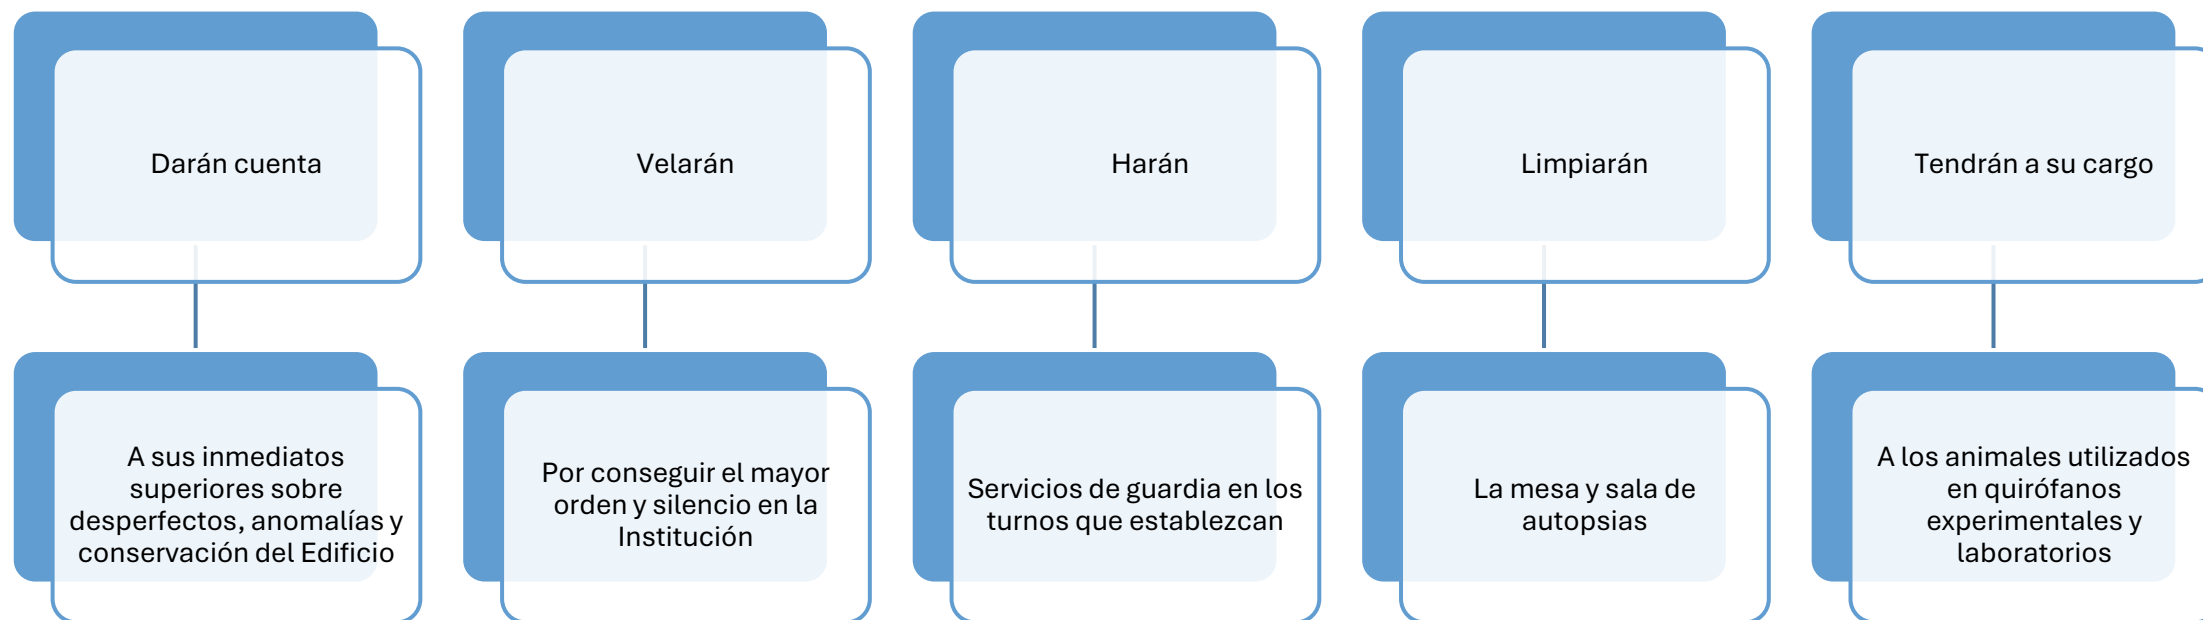 Darán cuenta
Velarán
Harán
Limpiarán
Tendrán a su cargo
A sus inmediatos
superiores sobre
desperfectos, anomalías y
conservación del Edificio
Por conseguir el mayor
orden y silencio en la
Institución
Servicios de guardia en los
turnos que establezcan
La mesa y sala de
autopsias
A los animales utilizados
en quirófanos
experimentales y
laboratorios